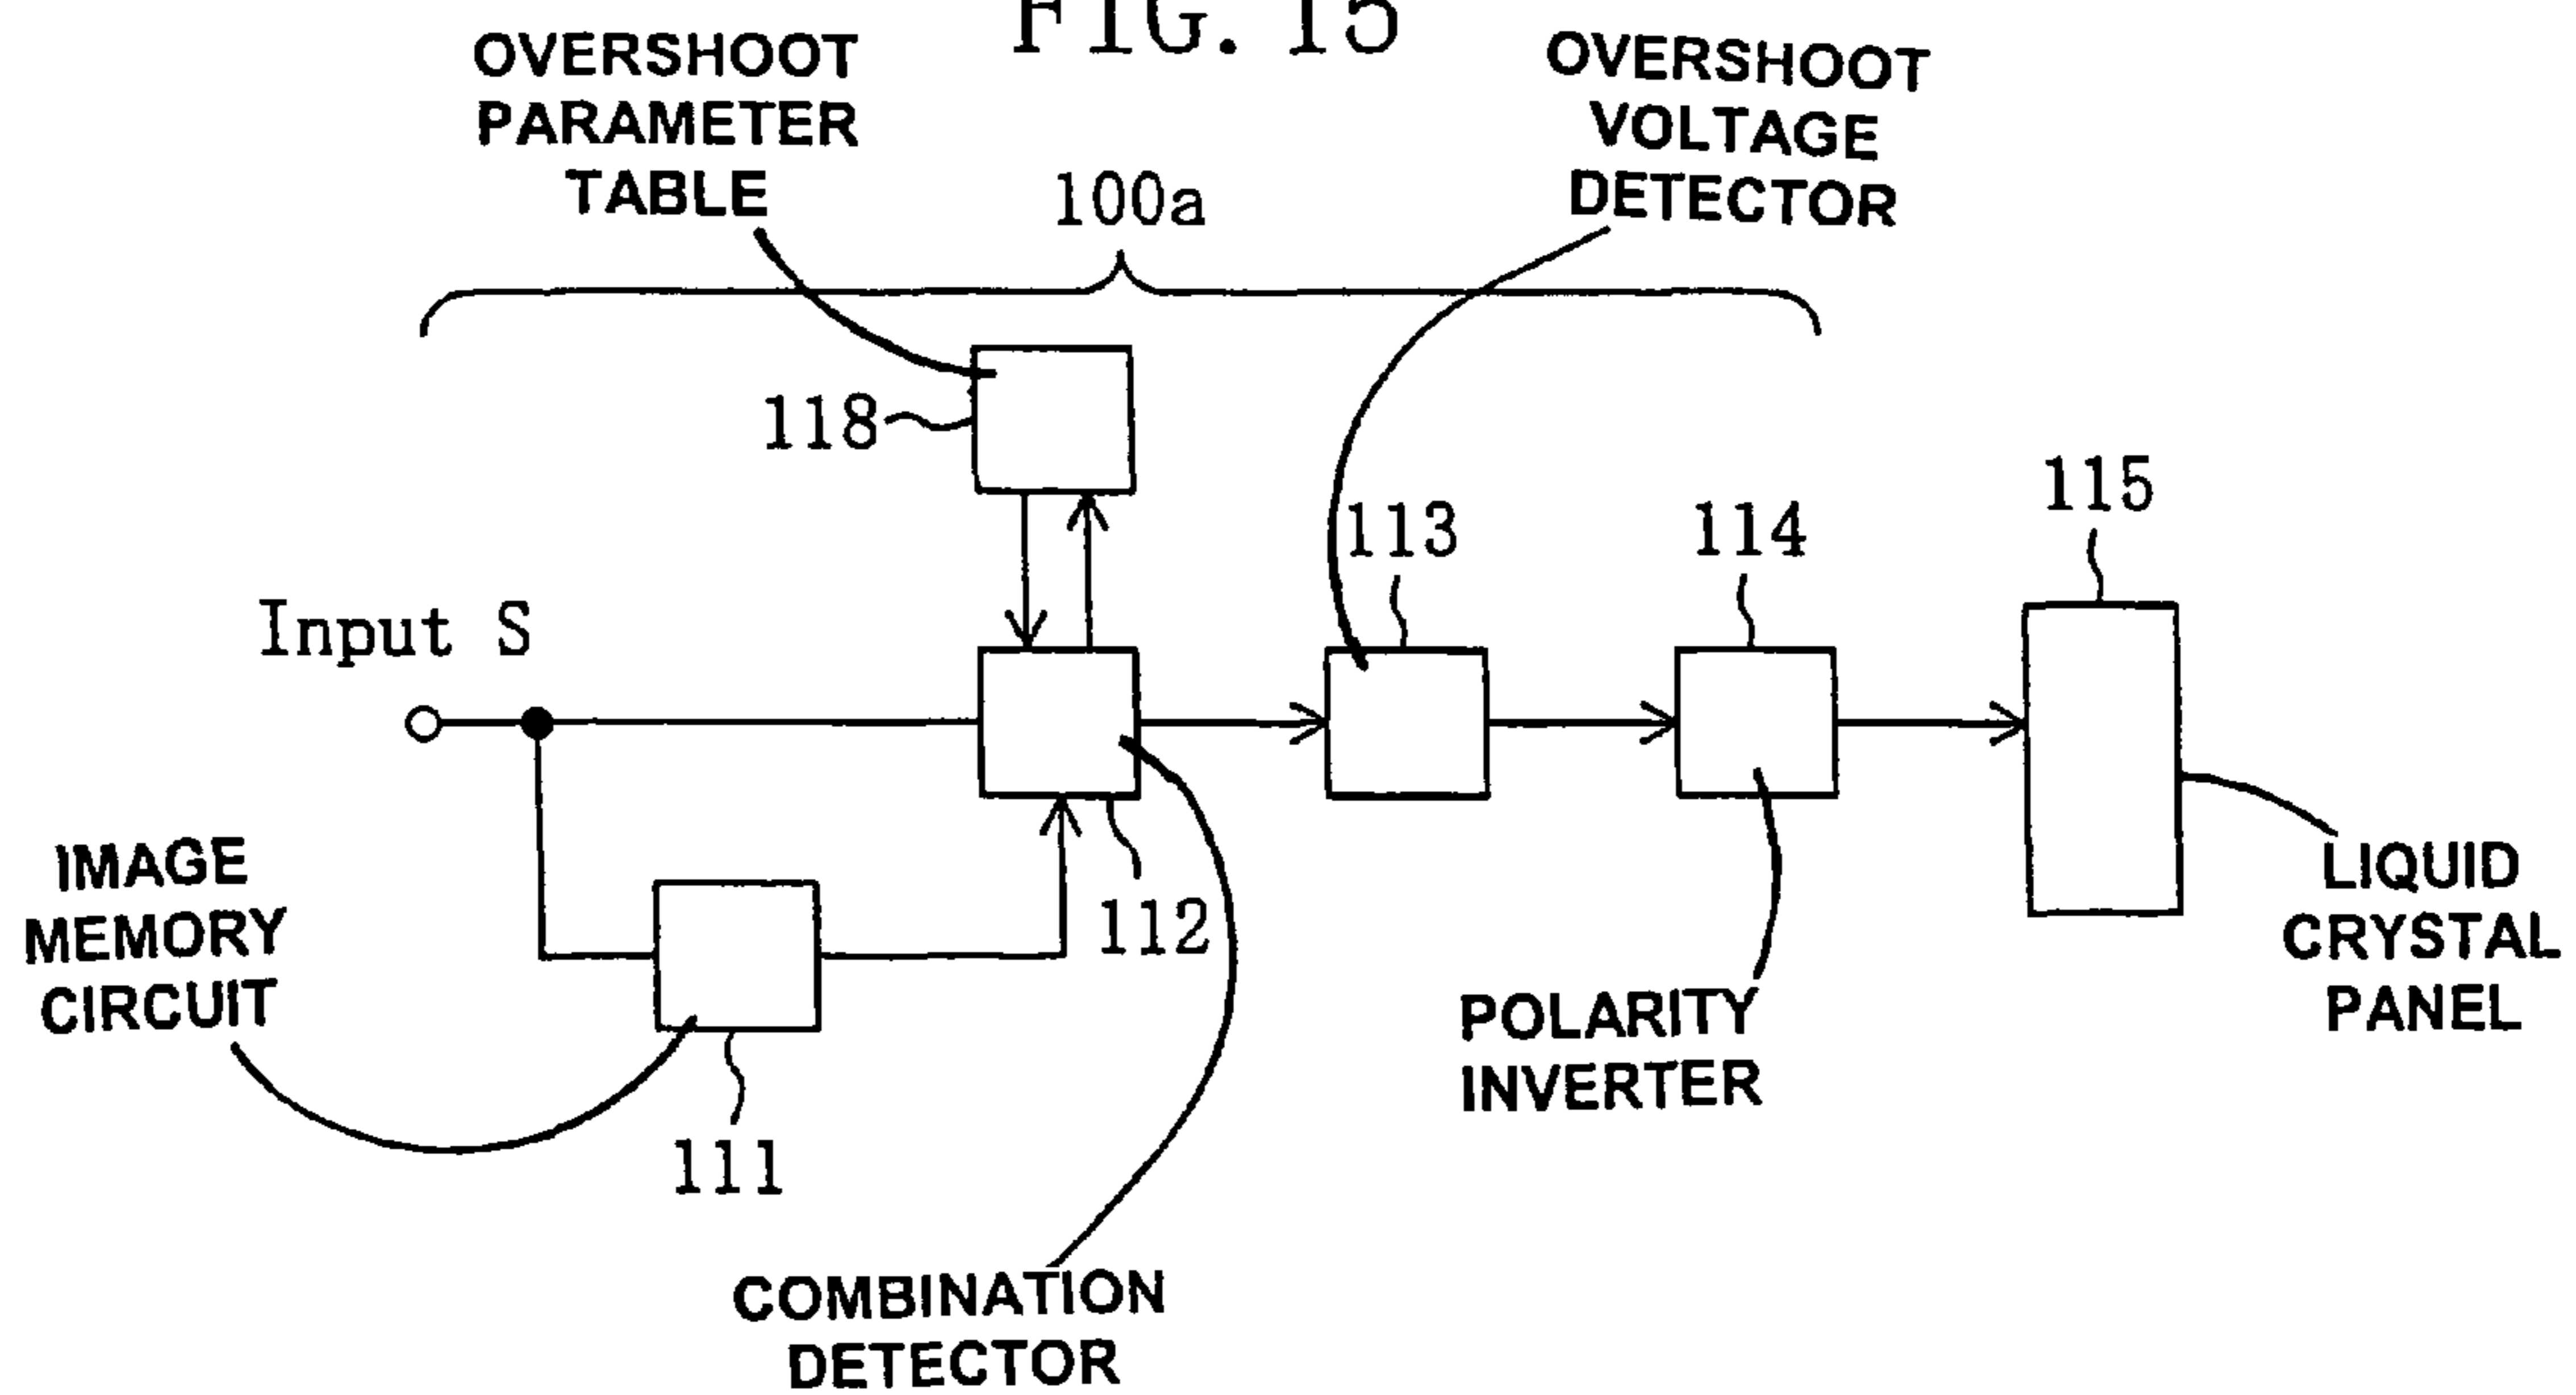 FIG. 15
OVERSHOOT
PARAMETER
TABLE
100a
OVERSHOOT
VOLTAGE
DETECTOR
118
113
114
115
Input S
112
IMAGE
MEMORY
CIRCUIT
111
POLARITY
INVERTER
LIQUID
CRYSTAL
PANEL
COMBINATION
DETECTOR